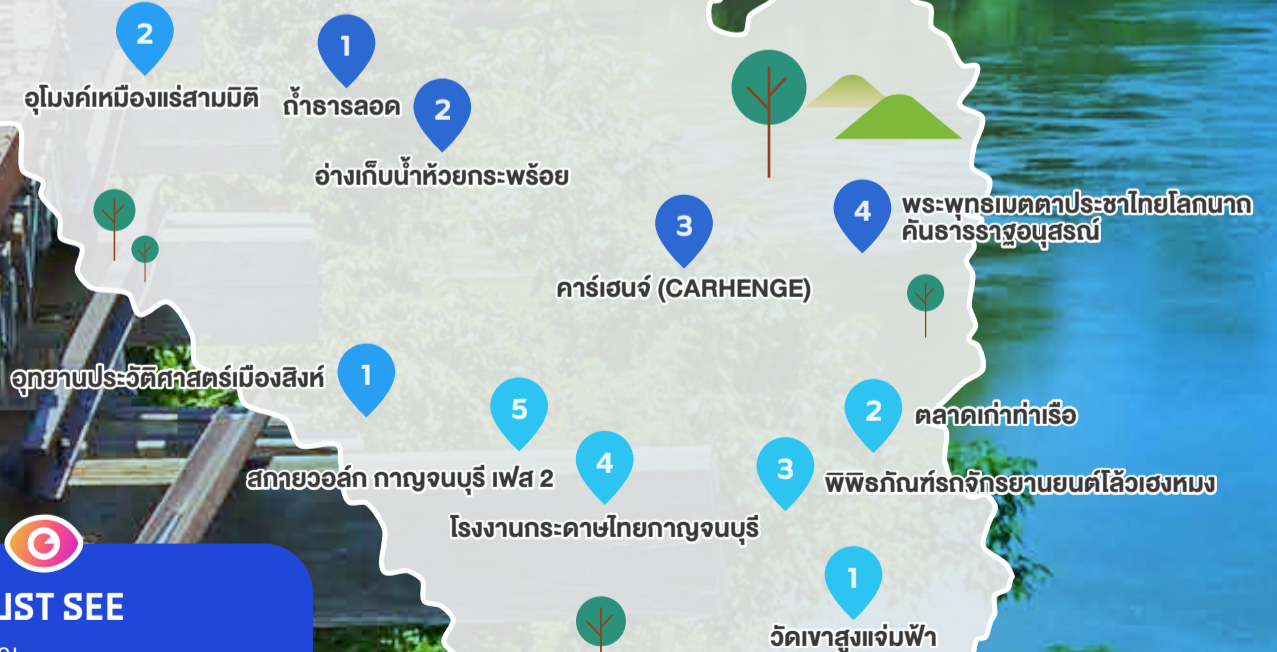 2
1
อุโมงค์เหมืองแร่สามมิติ
ถ้ำธารลอด
2
อ่างเก็บน้ำห้วยกระพร้อย
3
4
พระพุทธเมตตาประชาไทยโลกนาถ
คันธารราฐอนุสรณ์
คาร์เฮนจ์ (CARHENGE)
อุทยานประวัติศาสตร์เมืองสิงห์
1
5
2
ตลาดเก่าท่าเรือ
สกายวอล์ก กาญจนบุรี เฟส 2
4
3
พิพิธภัณฑ์รถจักรยานยนต์โล้วเฮงหมง
โรงงานกระดาษไทยกาญจนบุรี
1
วัดเขาสูงแจ่มฟ้า
UST SEE